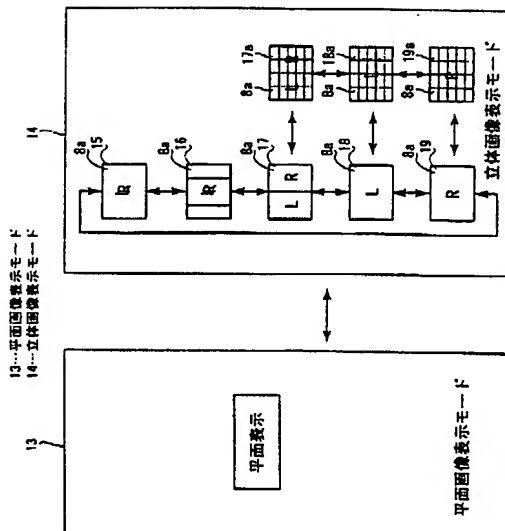 13…平面画像表示モード
14…立体画像表示モード
13
平面表示
平面画像表示モード
14
8a
15
8a
16
8a
17
L
R
8a
18
L
8a
19
R
8a
17a
8a
18a
8a
19a
R
立体画像表示モード